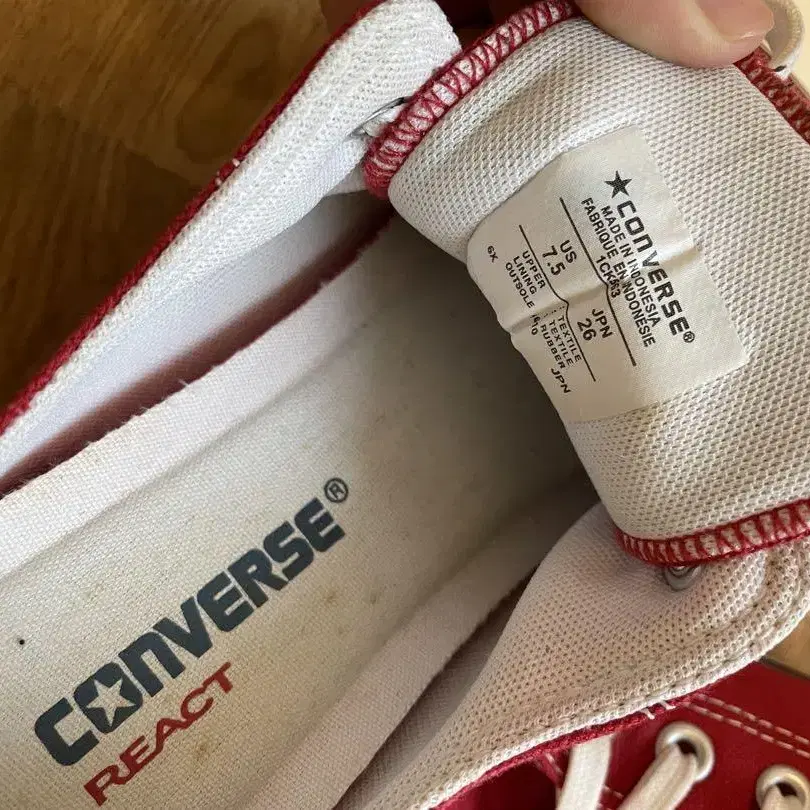 CONVERSE®
MADE IN INDONESIA
FABRIQUE EN INDONESIE
US JPN
7.5 26
UPPER TEXTILE
LINING TEXTILE
OUTSOLE RUBBER JPN
6X
CONVERSE®
REACT